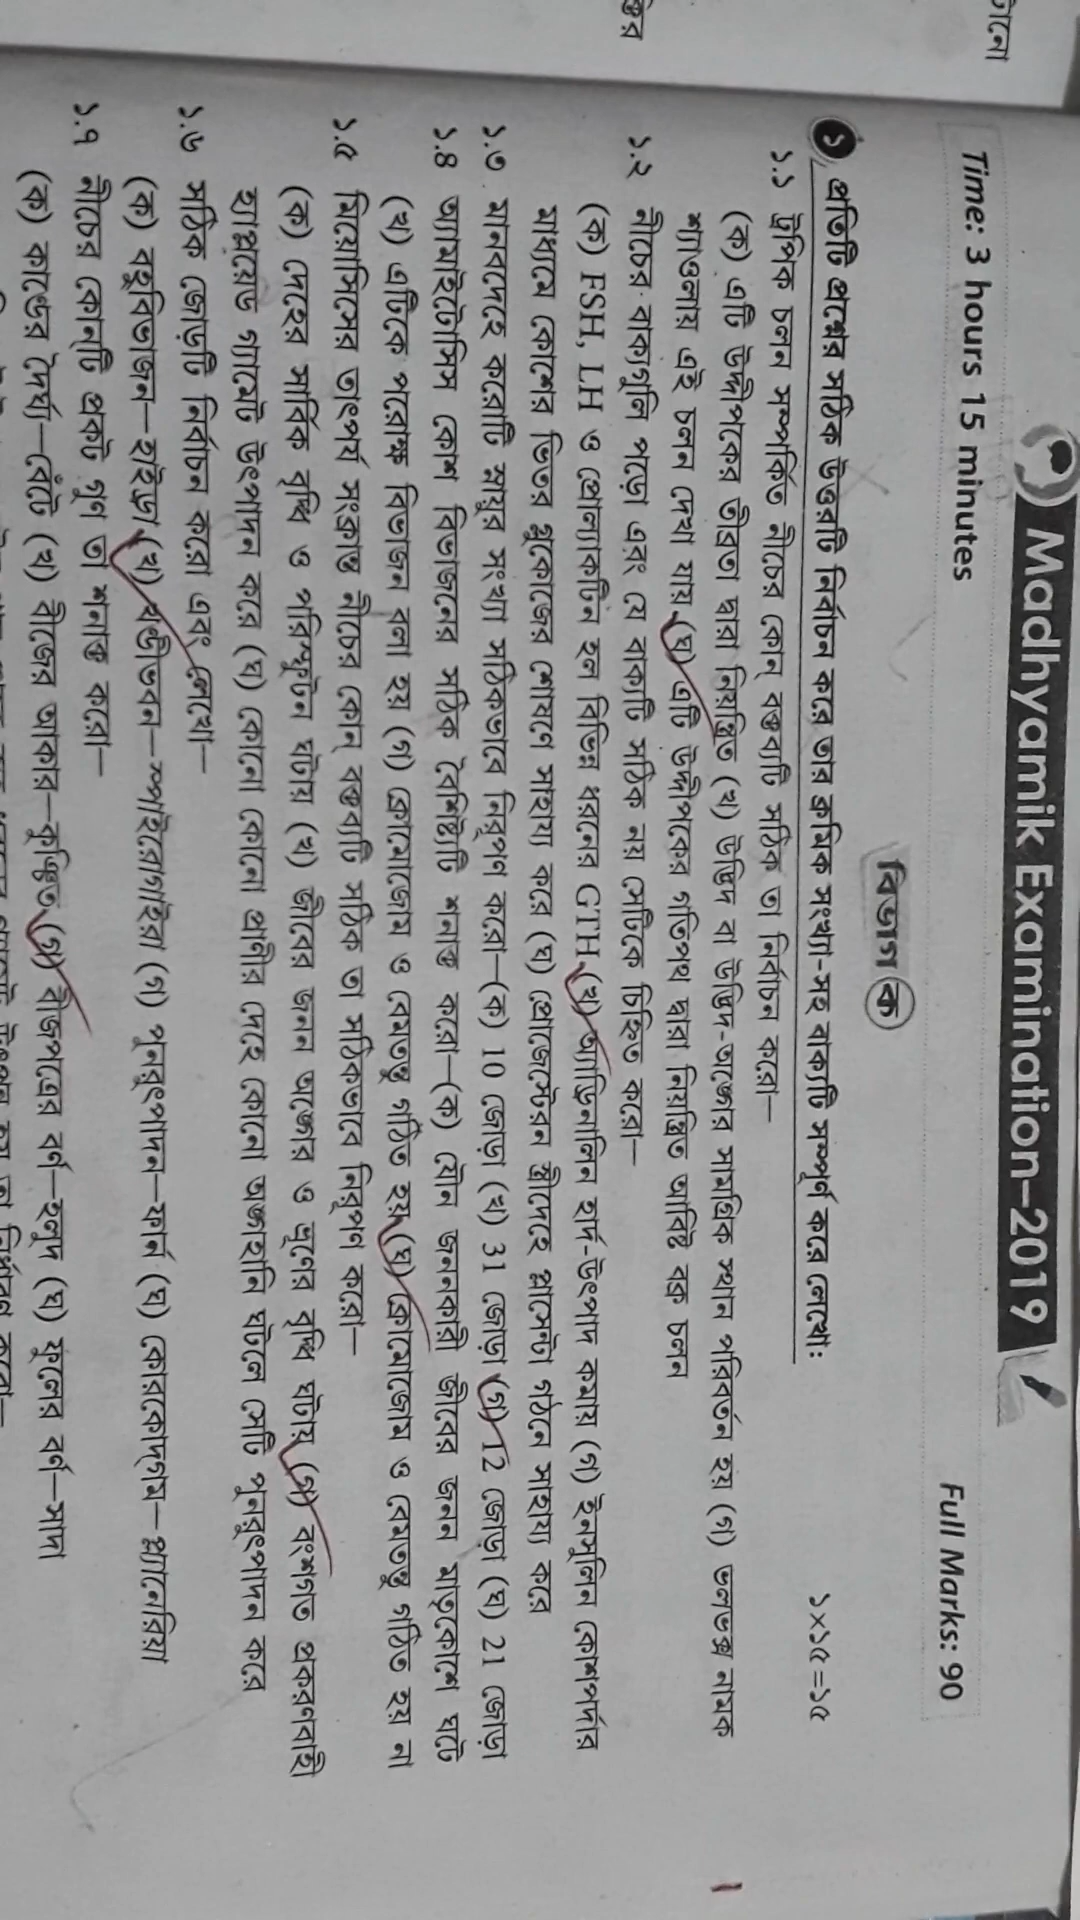 টানো
ক্তির
Madhyamik Examination–2019
Time: 3 hours 15 minutes Full Marks: 90
বিভাগ ক
১ প্রতিটি প্রশ্নের সঠিক উত্তরটি নির্বাচন করে তার ক্রমিক সংখ্যা-সহ বাক্যটি সম্পূর্ণ করে লেখো: ১×১৫=১৫
১.১ ট্রপিক চলন সম্পর্কিত নীচের কোন্ বক্তব্যটি সঠিক তা নির্বাচন করো—
(ক) এটি উদ্দীপকের তীব্রতা দ্বারা নিয়ন্ত্রিত (খ) উদ্ভিদ বা উদ্ভিদ-অঙ্গের সামগ্রিক স্থান পরিবর্তন হয় (গ) ভলভক্স নামক
শ্যাওলায় এই চলন দেখা যায় (ঘ) এটি উদ্দীপকের গতিপথ দ্বারা নিয়ন্ত্রিত আবিষ্ট বক্র চলন
১.২ নীচের বাক্যগুলি পড়ো এবং যে বাক্যটি সঠিক নয় সেটিকে চিহ্নিত করো—
(ক) FSH, LH ও প্রোল্যাকটিন হল বিভিন্ন ধরনের GTH (খ) অ্যাড্রিনালিন হার্দ-উৎপাদ কমায় (গ) ইনসুলিন কোশপর্দার
মাধ্যমে কোশের ভিতর গ্লুকোজের শোষণে সাহায্য করে (ঘ) প্রোজেস্টেরন স্ত্রীদেহে প্লাসেন্টা গঠনে সাহায্য করে
১.৩ মানবদেহে করোটি স্নায়ুর সংখ্যা সঠিকভাবে নিরূপণ করো—(ক) 10 জোড়া (খ) 31 জোড়া (গ) 12 জোড়া (ঘ) 21 জোড়া
১.৪ অ্যামাইটোসিস কোশ বিভাজনের সঠিক বৈশিষ্ট্যটি শনাক্ত করো—(ক) যৌন জননকারী জীবের জনন মাতৃকোশে ঘটে
(খ) এটিকে পরোক্ষ বিভাজন বলা হয় (গ) ক্রোমোজোম ও বেমতন্তু গঠিত হয় (ঘ) ক্রোমোজোম ও বেমতন্তু গঠিত হয় না
১.৫ মিয়োসিসের তাৎপর্য সংক্রান্ত নীচের কোন্ বক্তব্যটি সঠিক তা সঠিকভাবে নিরূপণ করো—
(ক) দেহের সার্বিক বৃদ্ধি ও পরিস্ফুটন ঘটায় (খ) জীবের জনন অঙ্গের ও ভ্রূণের বৃদ্ধি ঘটায় (গ) বংশগত প্রকরণবাহী
হ্যাপ্লয়েড গ্যামেট উৎপাদন করে (ঘ) কোনো কোনো প্রাণীর দেহে কোনো অঙ্গহানি ঘটলে সেটি পুনরুৎপাদন করে
১.৬ সঠিক জোড়টি নির্বাচন করো এবং লেখো—
(ক) বহুবিভাজন—হাইড্রা (খ) খণ্ডীভবন—স্পাইরোগাইরা (গ) পুনরুৎপাদন—ফার্ন (ঘ) কোরকোদ্গম—প্ল্যানেরিয়া
১.৭ নীচের কোন্‌টি প্রকট গুণ তা শনাক্ত করো—
(ক) কাণ্ডের দৈর্ঘ্য—বেঁটে (খ) বীজের আকার—কুঞ্চিত (গ) বীজপত্রের বর্ণ—হলুদ (ঘ) ফুলের বর্ণ—সাদা